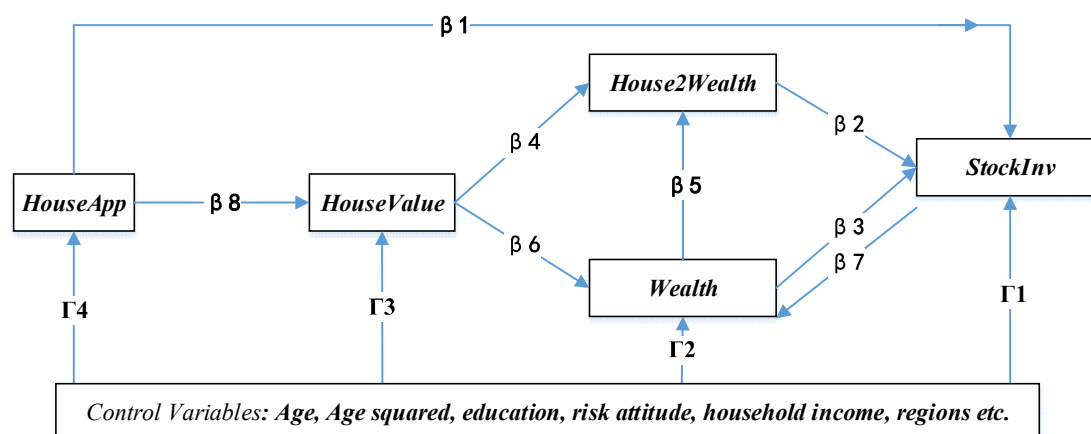 β 1
House2Wealth
β 4
β 2
StockInv
HouseApp
β 8
HouseValue
β 5
β 3
β 6
β 7
Wealth
Γ4
Γ3
Γ1
Γ2
Control Variables: Age, Age squared, education, risk attitude, household income, regions etc.